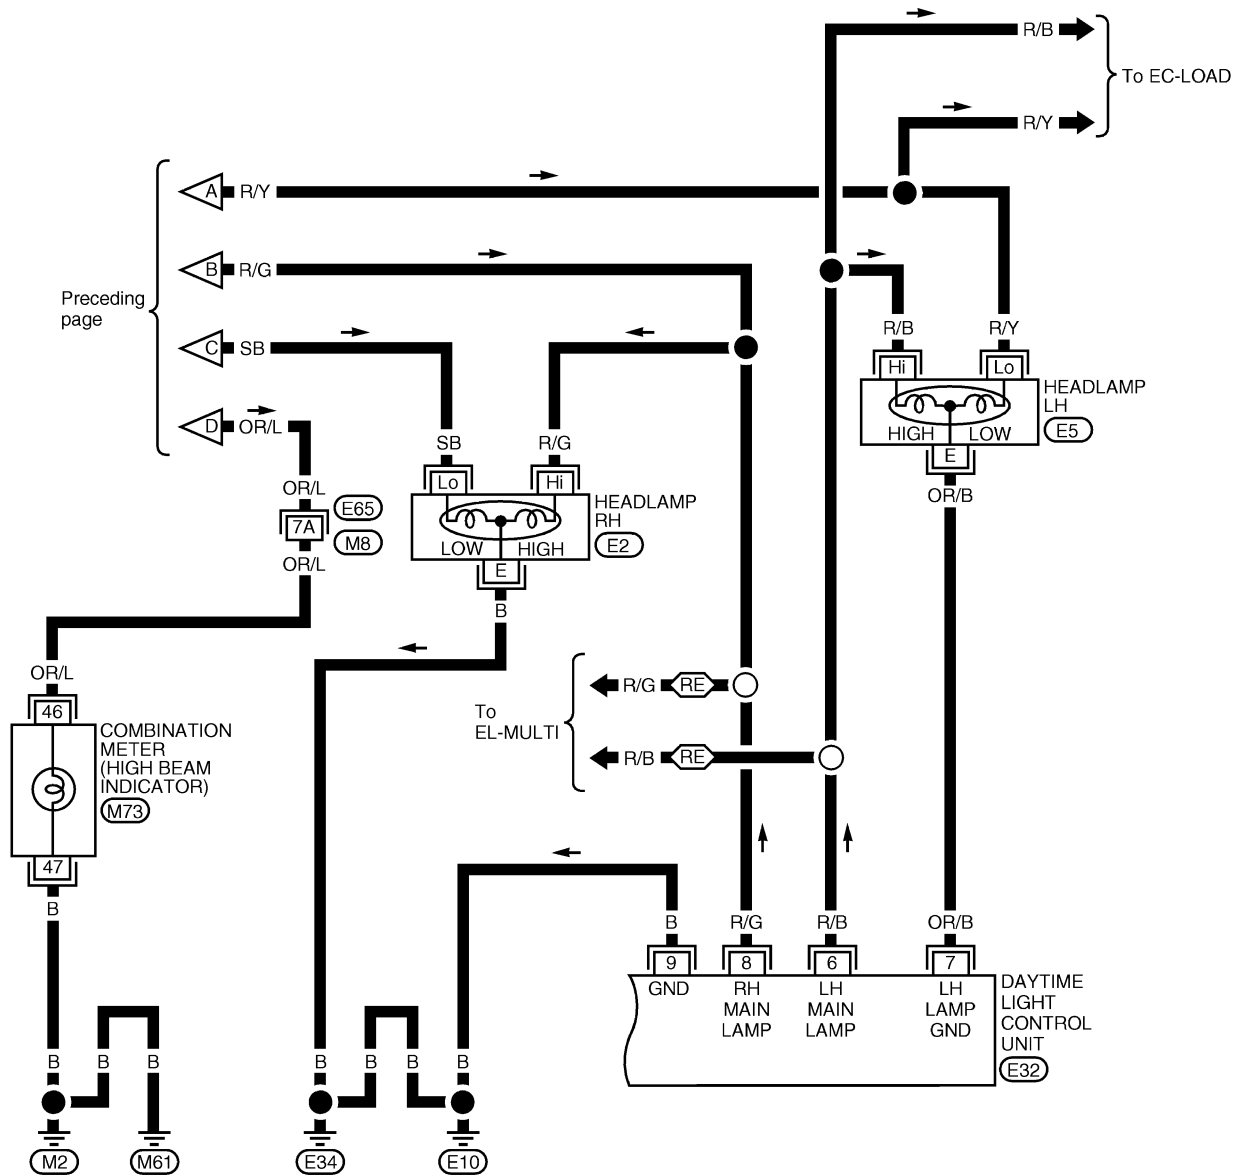 R/B
To EC-LOAD
R/Y
A R/Y
B R/G
Preceding
page
R/B R/Y
C SB
Hi Lo
HEADLAMP
LH
E5
HIGH LOW
D OR/L
SB R/G
E
OR/L
Lo Hi
OR/B
E65
HEADLAMP
RH
E2
7A
M8
LOW HIGH
OR/L
E
B
OR/L
R/G RE
46
To
EL-MULTI
COMBINATION
METER
(HIGH BEAM
INDICATOR)
M73
R/B RE
47
B
B R/G R/B OR/B
9 8 6 7
GND
RH
MAIN
LAMP
LH
MAIN
LAMP
LH
LAMP
GND
DAYTIME
LIGHT
CONTROL
UNIT
E32
B B B B B B B
M2 M61 E34 E10